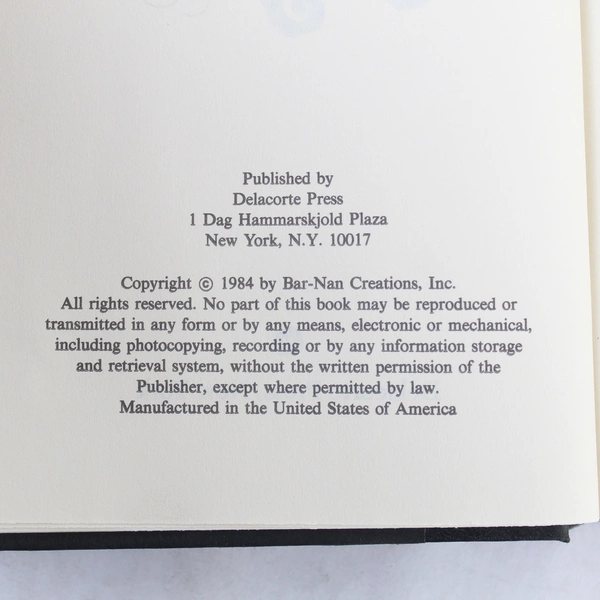 Published by
Delacorte Press
1 Dag Hammarskjold Plaza
New York, N.Y. 10017
Copyright © 1984 by Bar-Nan Creations, Inc.
All rights reserved. No part of this book may be reproduced or
transmitted in any form or by any means, electronic or mechanical,
including photocopying, recording or by any information storage
and retrieval system, without the written permission of the
Publisher, except where permitted by law.
Manufactured in the United States of America